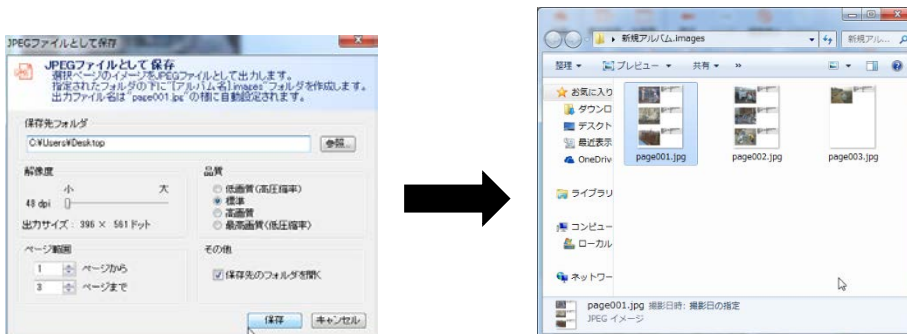 JPEGファイルとして保存
JPEGファイルとして保存
選択ページのイメージをJPEGファイルとして出力します。
指定されたフォルダの下に"[アルバム名].images"フォルダを作成します。
出力ファイル名は "page001.jpg" の様に自動設定されます。
保存先フォルダ
C:¥Users¥Desktop
参照...
解像度
小 大
48 dpi
出力サイズ： 396 × 561 ドット
品質
低画質(高圧縮率)
標準
高画質
最高画質(低圧縮率)
ページ範囲
1 ページから
3 ページまで
その他
保存先のフォルダを開く
保存
キャンセル
新規アルバム.images
新規アル...
整理
プレビュー
共有
»
お気に入り
ダウンロ
デスクト
最近表示
OneDriv
ライブラリ
コンピュー
ローカル
ネットワー
page001.jpg
page002.jpg
page003.jpg
page001.jpg 撮影日時: 撮影日の指定
JPEG イメージ